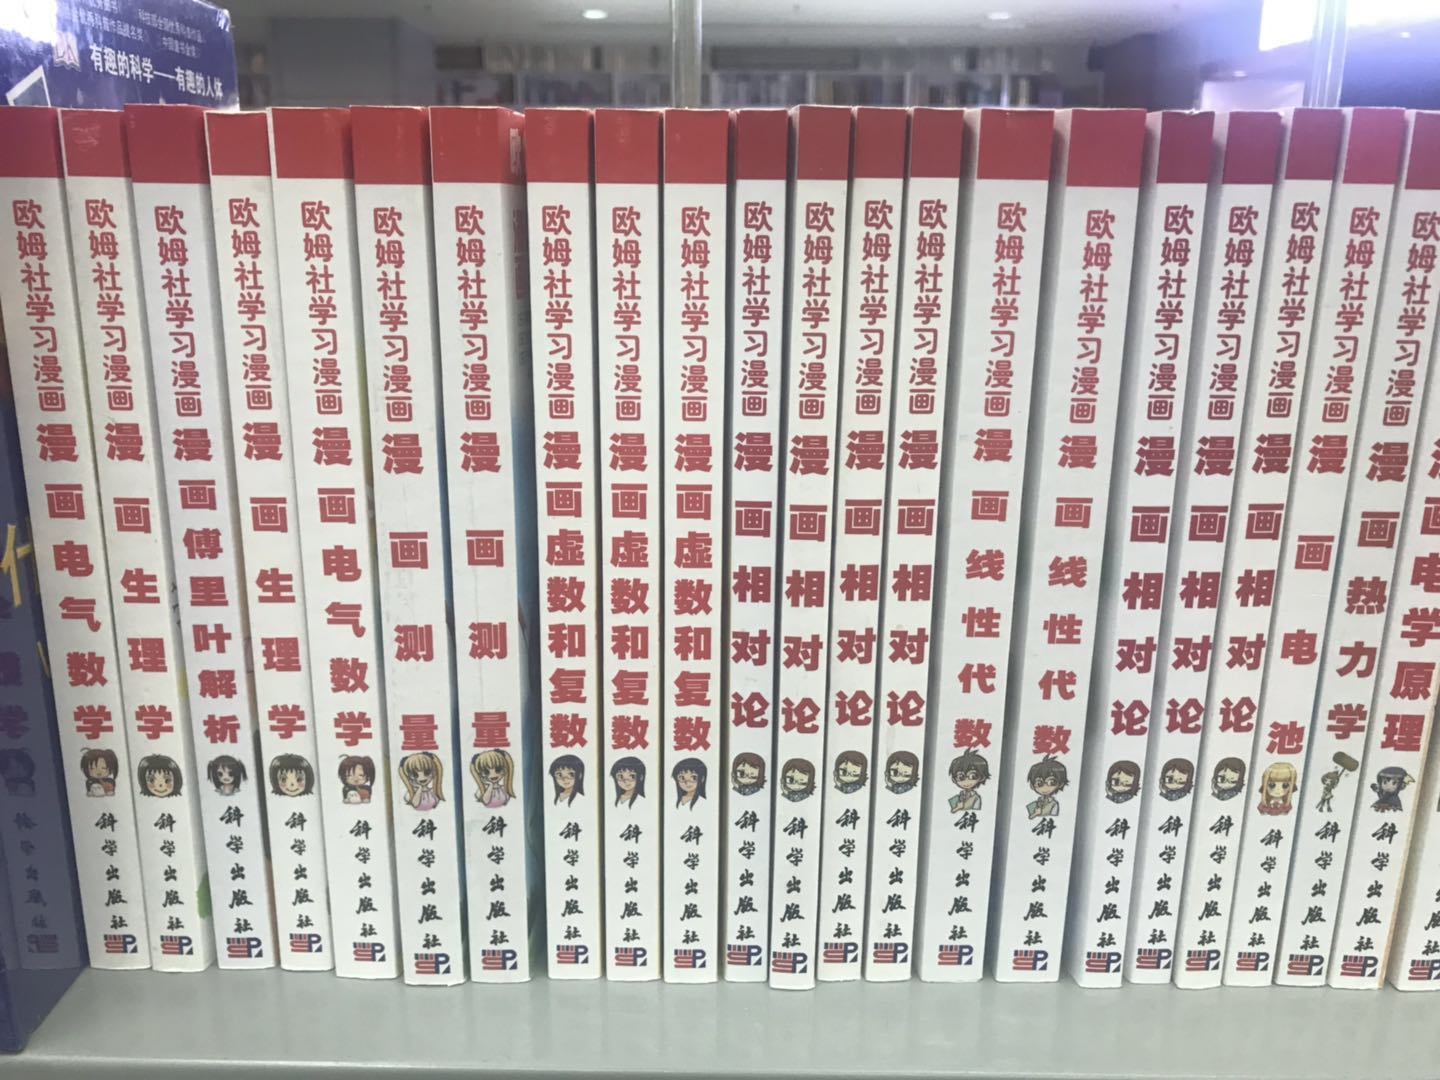 有趣的科学——有趣的人体
欧姆社学习漫画 漫画电气数学 科学出版社
欧姆社学习漫画 漫画生理学 科学出版社
欧姆社学习漫画 漫画傅里叶解析 科学出版社
欧姆社学习漫画 漫画生理学 科学出版社
欧姆社学习漫画 漫画电气数学 科学出版社
欧姆社学习漫画 漫画测量 科学出版社
欧姆社学习漫画 漫画测量 科学出版社
欧姆社学习漫画 漫画虚数和复数 科学出版社
欧姆社学习漫画 漫画虚数和复数 科学出版社
欧姆社学习漫画 漫画虚数和复数 科学出版社
欧姆社学习漫画 漫画相对论 科学出版社
欧姆社学习漫画 漫画相对论 科学出版社
欧姆社学习漫画 漫画相对论 科学出版社
欧姆社学习漫画 漫画相对论 科学出版社
欧姆社学习漫画 漫画线性代数 科学出版社
欧姆社学习漫画 漫画线性代数 科学出版社
欧姆社学习漫画 漫画相对论 科学出版社
欧姆社学习漫画 漫画相对论 科学出版社
欧姆社学习漫画 漫画相对论 科学出版社
欧姆社学习漫画 漫画电池 科学出版社
欧姆社学习漫画 漫画热力学 科学出版社
画电学原理 科学出版社